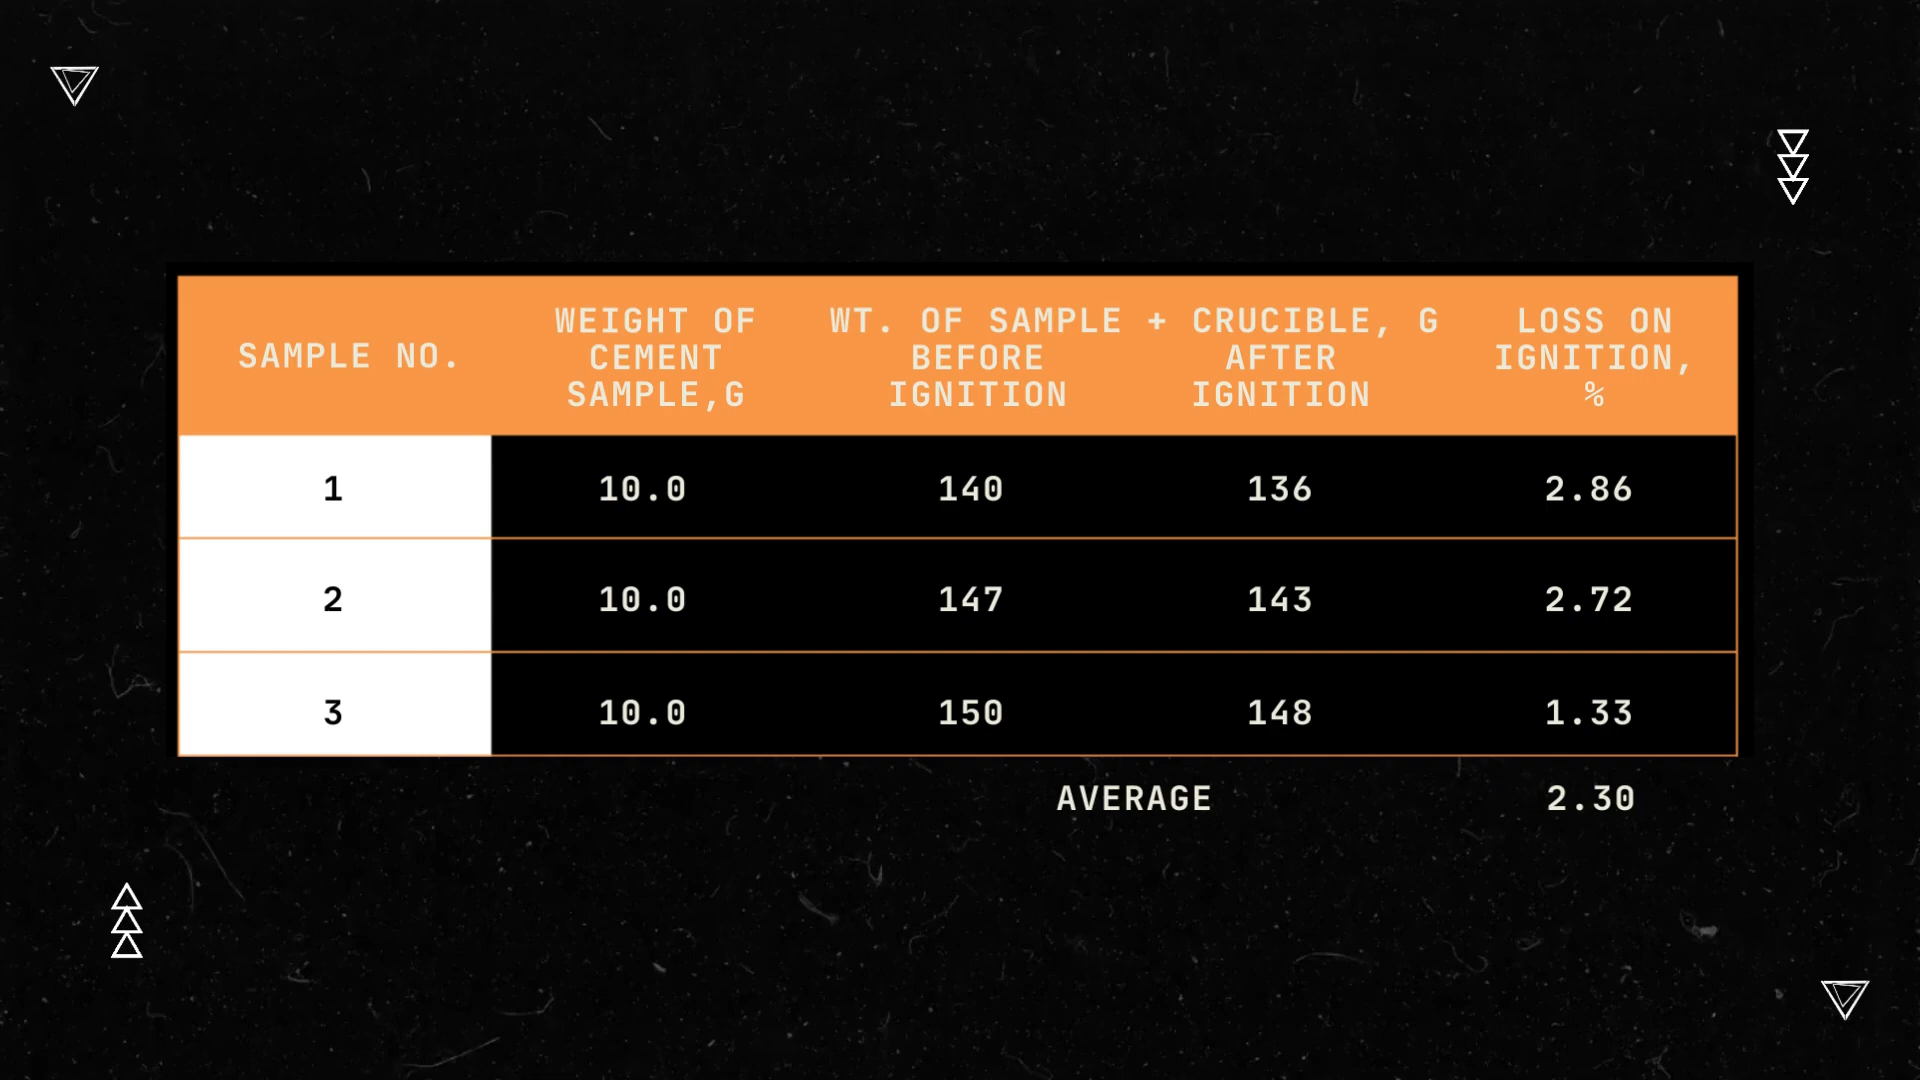 SAMPLE NO.
WEIGHT OF
CEMENT
SAMPLE,G
WT. OF SAMPLE + CRUCIBLE, G
BEFORE
IGNITION
AFTER
IGNITION
LOSS ON
IGNITION,
%
1 10.0 140 136 2.86
2 10.0 147 143 2.72
3 10.0 150 148 1.33
AVERAGE 2.30